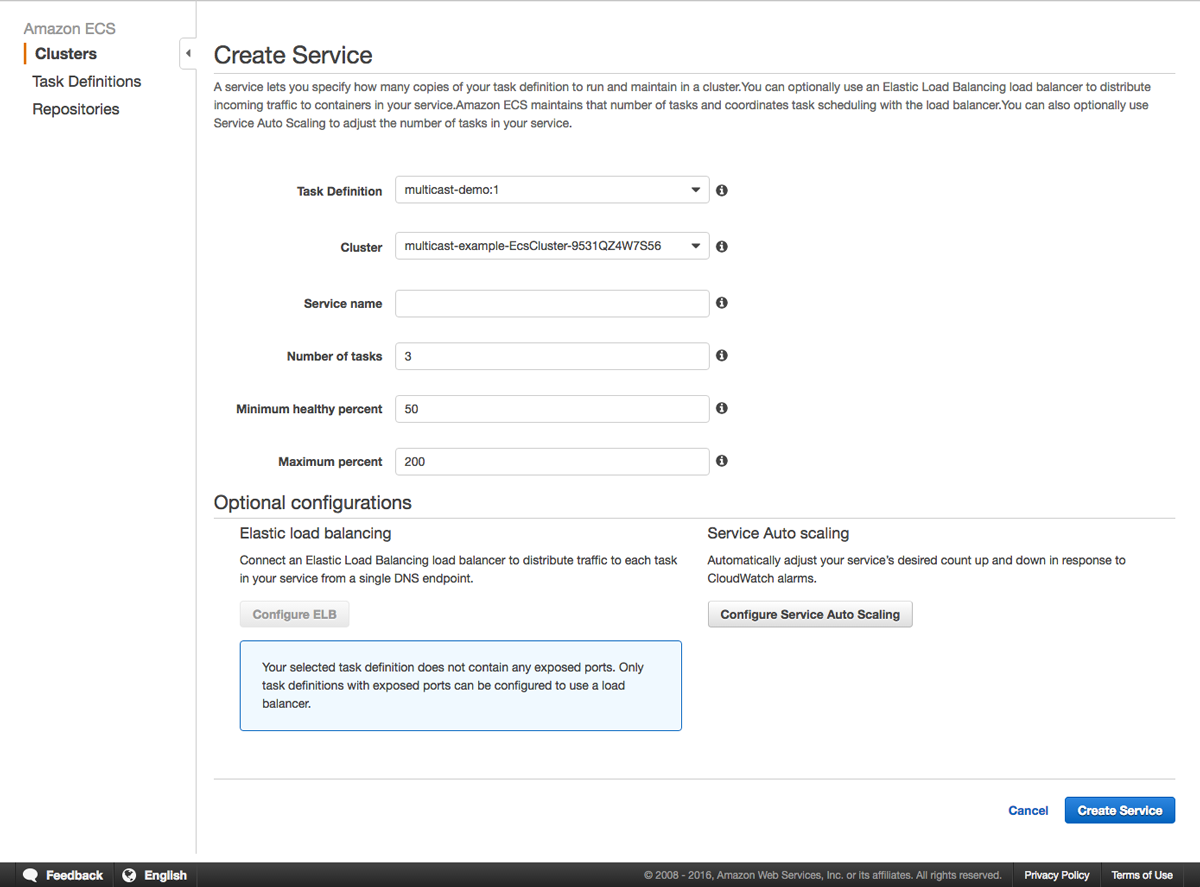 Amazon ECS
Clusters
Task Definitions
Repositories
Create Service
A service lets you specify how many copies of your task definition to run and maintain in a cluster.You can optionally use an Elastic Load Balancing load balancer to distribute
incoming traffic to containers in your service.Amazon ECS maintains that number of tasks and coordinates task scheduling with the load balancer.You can also optionally use
Service Auto Scaling to adjust the number of tasks in your service.
Task Definition multicast-demo:1
Cluster multicast-example-EcsCluster-9531QZ4W7S56
Service name
Number of tasks 3
Minimum healthy percent 50
Maximum percent 200
Optional configurations
Elastic load balancing
Connect an Elastic Load Balancing load balancer to distribute traffic to each task
in your service from a single DNS endpoint.
Configure ELB
Your selected task definition does not contain any exposed ports. Only
task definitions with exposed ports can be configured to use a load
balancer.
Service Auto scaling
Automatically adjust your service's desired count up and down in response to
CloudWatch alarms.
Configure Service Auto Scaling
Cancel Create Service
Feedback English © 2008 - 2016, Amazon Web Services, Inc. or its affiliates. All rights reserved. Privacy Policy Terms of Use